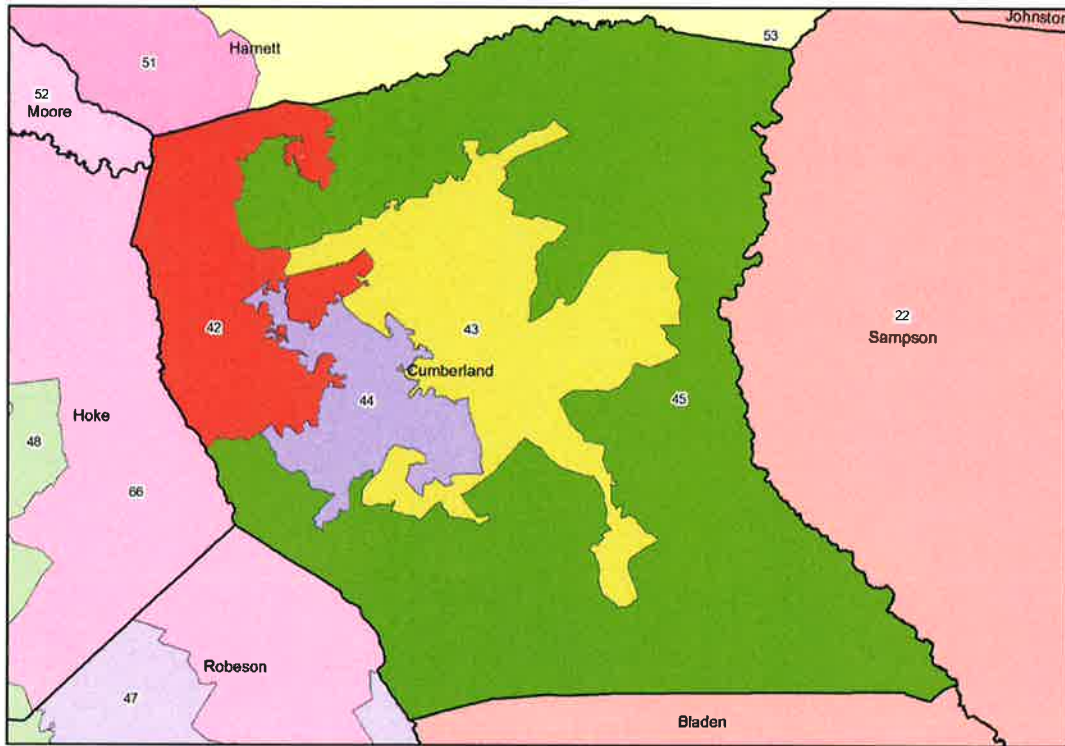 Johnston
53
Harnett
51
52
Moore
42
43
22
Sampson
Cumberland
44
45
Hoke
48
66
Robeson
47
Bladen